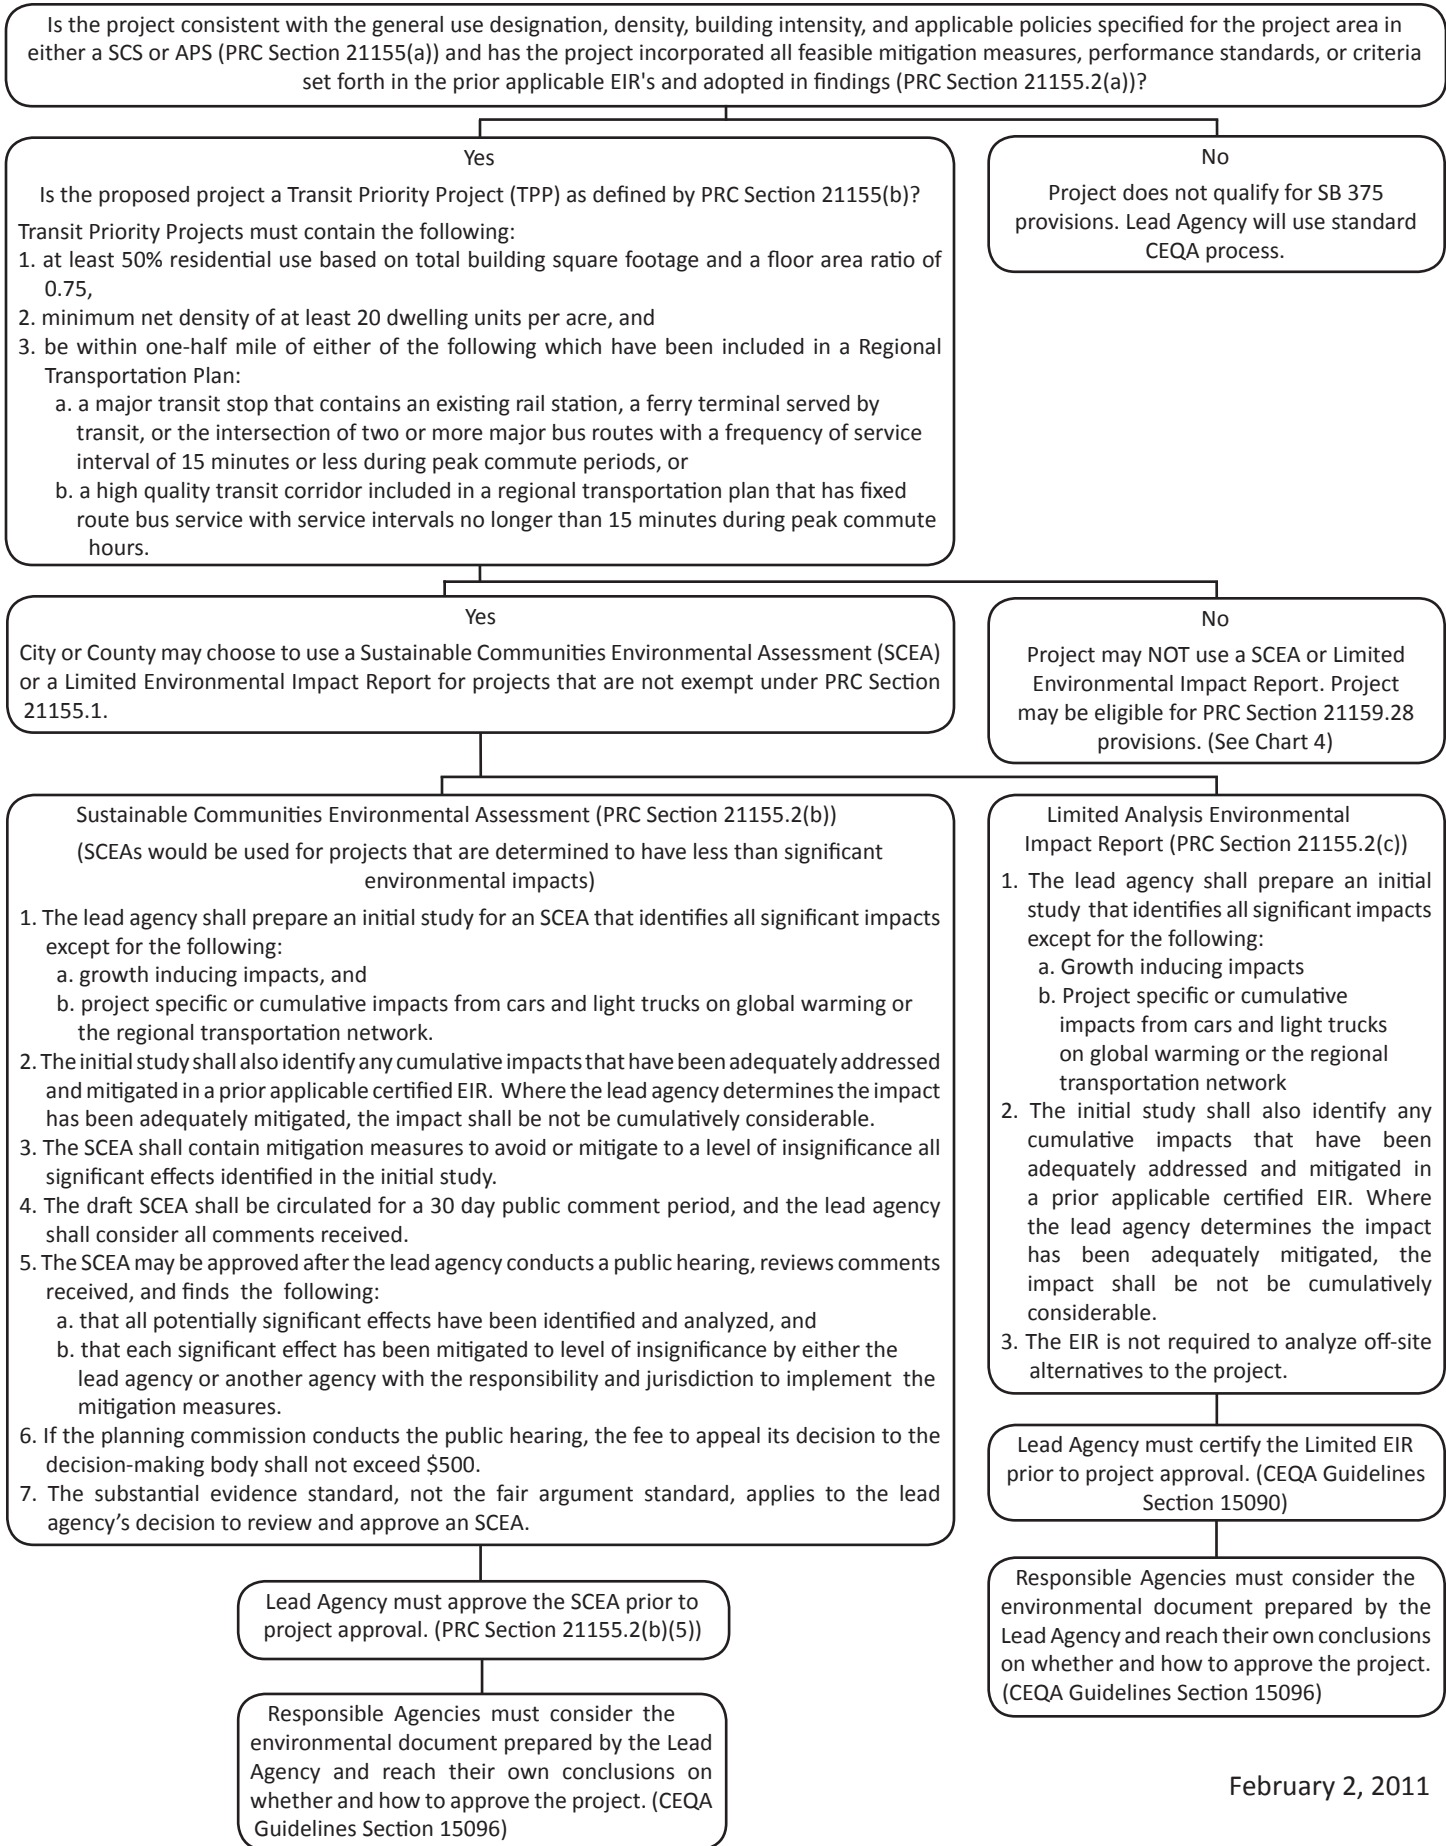 Is the project consistent with the general use designation, density, building intensity, and applicable policies specified for the project area in
either a SCS or APS (PRC Section 21155(a)) and has the project incorporated all feasible mitigation measures, performance standards, or criteria
set forth in the prior applicable EIR's and adopted in findings (PRC Section 21155.2(a))?
Yes
Is the proposed project a Transit Priority Project (TPP) as defined by PRC Section 21155(b)?
Transit Priority Projects must contain the following:
1. at least 50% residential use based on total building square footage and a floor area ratio of
0.75,
2. minimum net density of at least 20 dwelling units per acre, and
3. be within one-half mile of either of the following which have been included in a Regional
Transportation Plan:
a. a major transit stop that contains an existing rail station, a ferry terminal served by
transit, or the intersection of two or more major bus routes with a frequency of service
interval of 15 minutes or less during peak commute periods, or
b. a high quality transit corridor included in a regional transportation plan that has fixed
route bus service with service intervals no longer than 15 minutes during peak commute
hours.
No
Project does not qualify for SB 375
provisions. Lead Agency will use standard
CEQA process.
Yes
City or County may choose to use a Sustainable Communities Environmental Assessment (SCEA)
or a Limited Environmental Impact Report for projects that are not exempt under PRC Section
21155.1.
No
Project may NOT use a SCEA or Limited
Environmental Impact Report. Project
may be eligible for PRC Section 21159.28
provisions. (See Chart 4)
Sustainable Communities Environmental Assessment (PRC Section 21155.2(b))
(SCEAs would be used for projects that are determined to have less than significant
environmental impacts)
1. The lead agency shall prepare an initial study for an SCEA that identifies all significant impacts
except for the following:
a. growth inducing impacts, and
b. project specific or cumulative impacts from cars and light trucks on global warming or
the regional transportation network.
2. The initial study shall also identify any cumulative impacts that have been adequately addressed
and mitigated in a prior applicable certified EIR. Where the lead agency determines the impact
has been adequately mitigated, the impact shall be not be cumulatively considerable.
3. The SCEA shall contain mitigation measures to avoid or mitigate to a level of insignificance all
significant effects identified in the initial study.
4. The draft SCEA shall be circulated for a 30 day public comment period, and the lead agency
shall consider all comments received.
5. The SCEA may be approved after the lead agency conducts a public hearing, reviews comments
received, and finds the following:
a. that all potentially significant effects have been identified and analyzed, and
b. that each significant effect has been mitigated to level of insignificance by either the
lead agency or another agency with the responsibility and jurisdiction to implement the
mitigation measures.
6. If the planning commission conducts the public hearing, the fee to appeal its decision to the
decision-making body shall not exceed $500.
7. The substantial evidence standard, not the fair argument standard, applies to the lead
agency’s decision to review and approve an SCEA.
Limited Analysis Environmental
Impact Report (PRC Section 21155.2(c))
1. The lead agency shall prepare an initial
study that identifies all significant impacts
except for the following:
a. Growth inducing impacts
b. Project specific or cumulative
impacts from cars and light trucks
on global warming or the regional
transportation network
2. The initial study shall also identify any
cumulative impacts that have been
adequately addressed and mitigated in
a prior applicable certified EIR. Where
the lead agency determines the impact
has been adequately mitigated, the
impact shall be not be cumulatively
considerable.
3. The EIR is not required to analyze off-site
alternatives to the project.
Lead Agency must approve the SCEA prior to
project approval. (PRC Section 21155.2(b)(5))
Responsible Agencies must consider the
environmental document prepared by the Lead
Agency and reach their own conclusions on
whether and how to approve the project. (CEQA
Guidelines Section 15096)
Lead Agency must certify the Limited EIR
prior to project approval. (CEQA Guidelines
Section 15090)
Responsible Agencies must consider the
environmental document prepared by the
Lead Agency and reach their own conclusions
on whether and how to approve the project.
(CEQA Guidelines Section 15096)
February 2, 2011